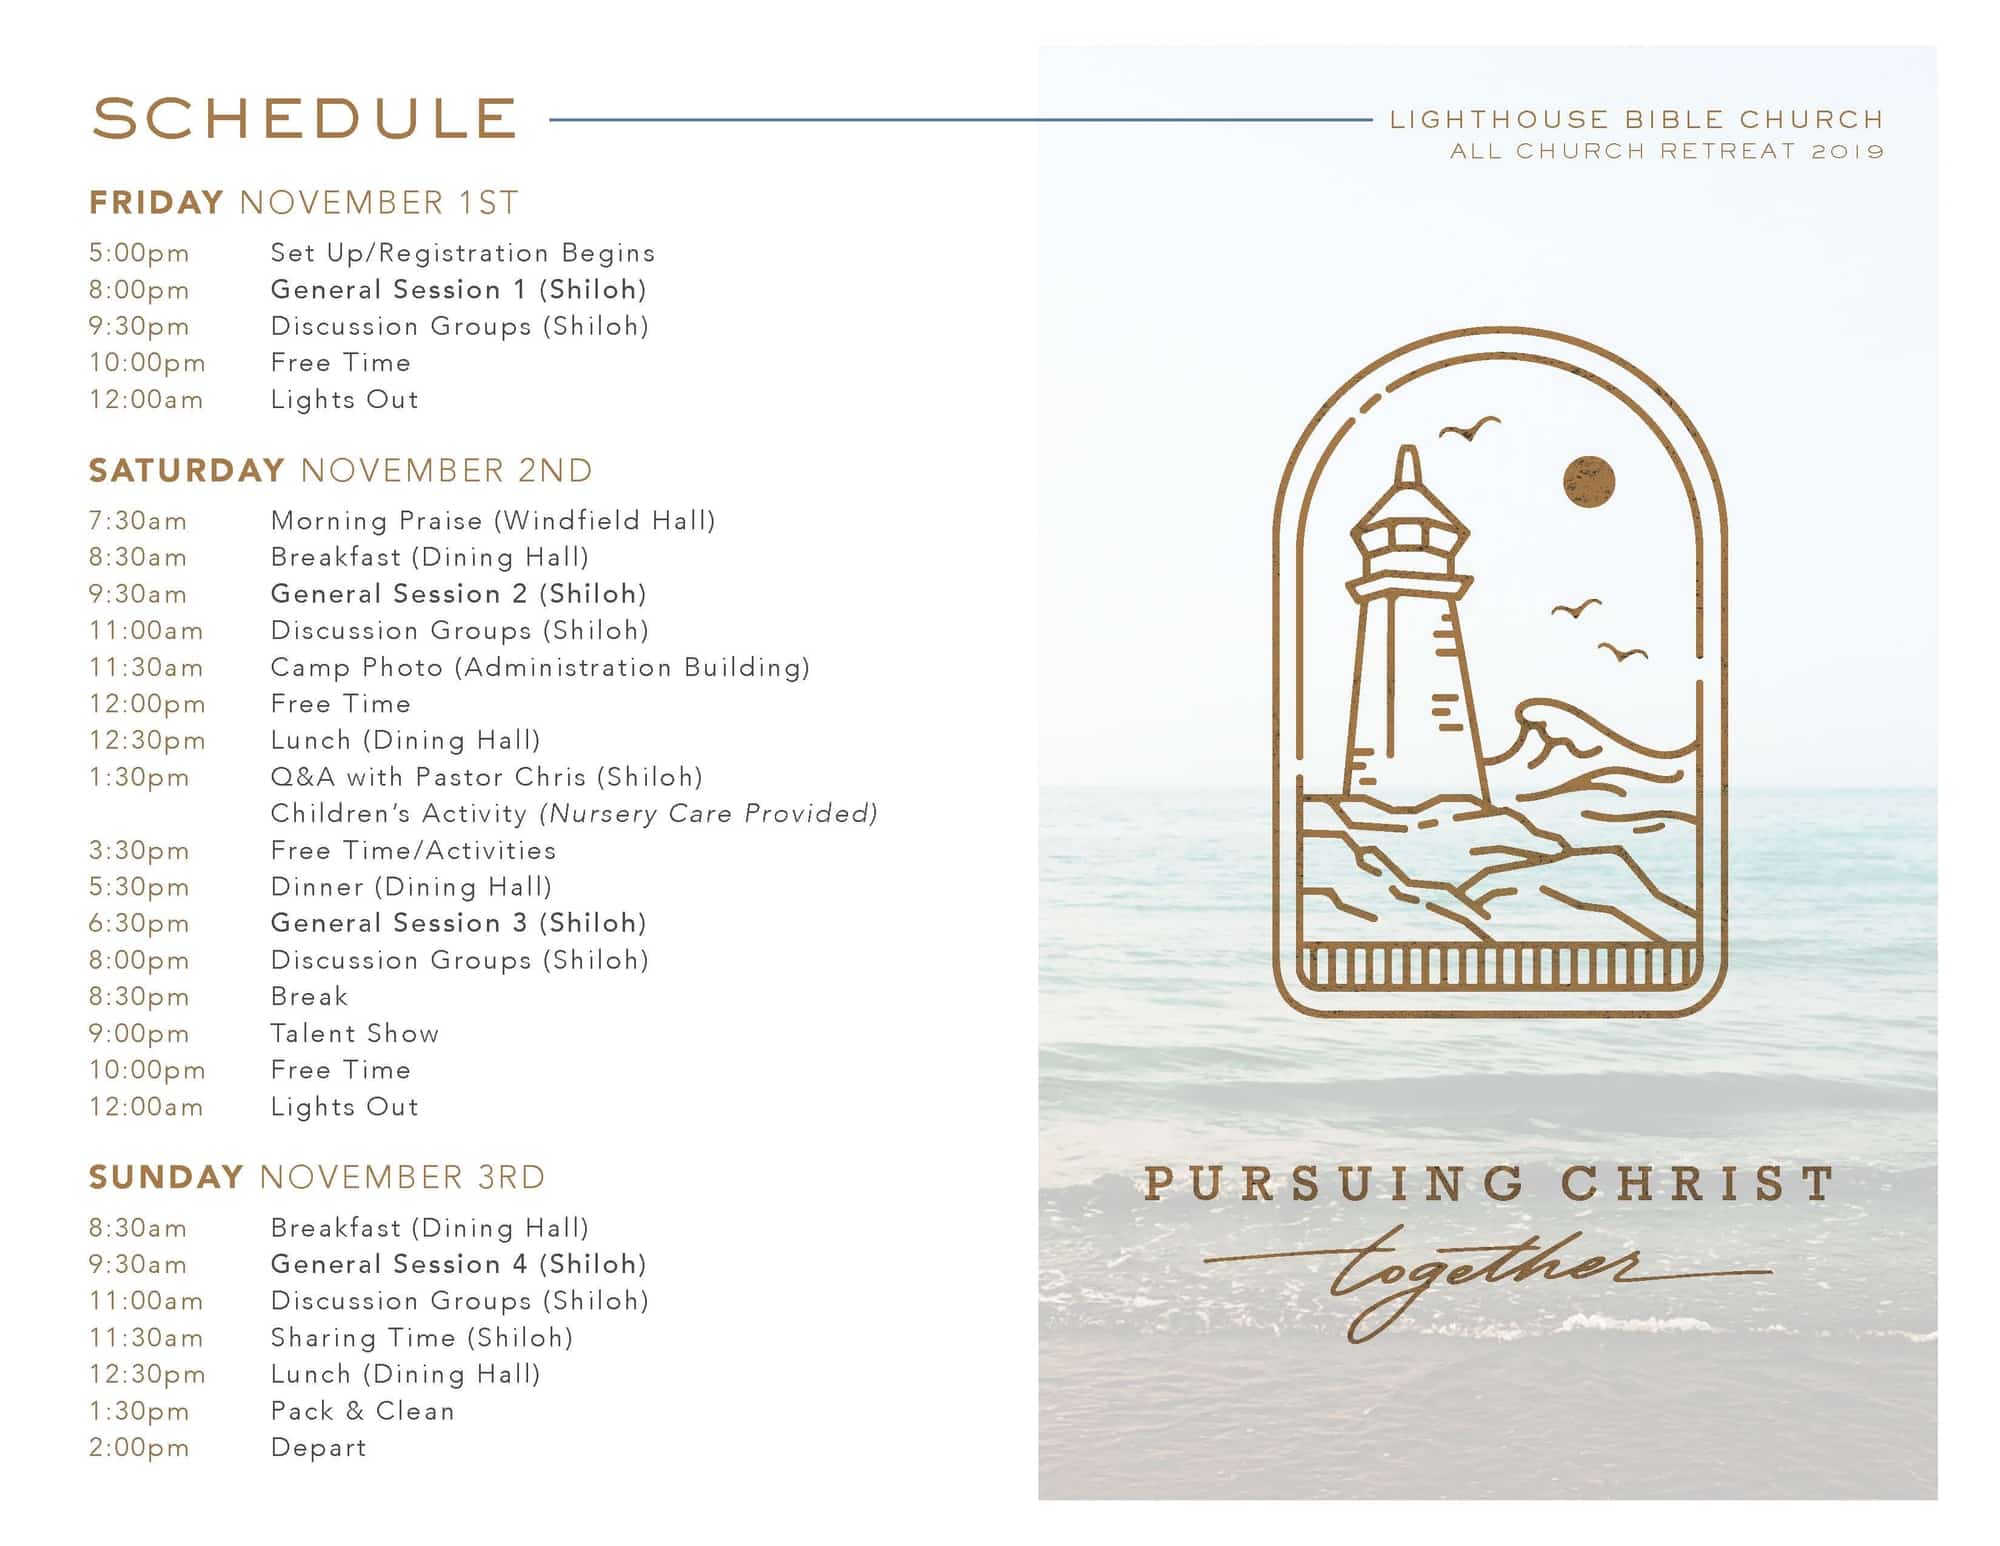 SCHEDULE
LIGHTHOUSE BIBLE CHURCH
ALL CHURCH RETREAT 2019
FRIDAY NOVEMBER 1ST
5:00pm Set Up/Registration Begins
8:00pm General Session 1 (Shiloh)
9:30pm Discussion Groups (Shiloh)
10:00pm Free Time
12:00am Lights Out
SATURDAY NOVEMBER 2ND
7:30am Morning Praise (Windfield Hall)
8:30am Breakfast (Dining Hall)
9:30am General Session 2 (Shiloh)
11:00am Discussion Groups (Shiloh)
11:30am Camp Photo (Administration Building)
12:00pm Free Time
12:30pm Lunch (Dining Hall)
1:30pm Q&A with Pastor Chris (Shiloh)
Children’s Activity (Nursery Care Provided)
3:30pm Free Time/Activities
5:30pm Dinner (Dining Hall)
6:30pm General Session 3 (Shiloh)
8:00pm Discussion Groups (Shiloh)
8:30pm Break
9:00pm Talent Show
10:00pm Free Time
12:00am Lights Out
SUNDAY NOVEMBER 3RD
8:30am Breakfast (Dining Hall)
9:30am General Session 4 (Shiloh)
11:00am Discussion Groups (Shiloh)
11:30am Sharing Time (Shiloh)
12:30pm Lunch (Dining Hall)
1:30pm Pack & Clean
2:00pm Depart
PURSUING CHRIST
together